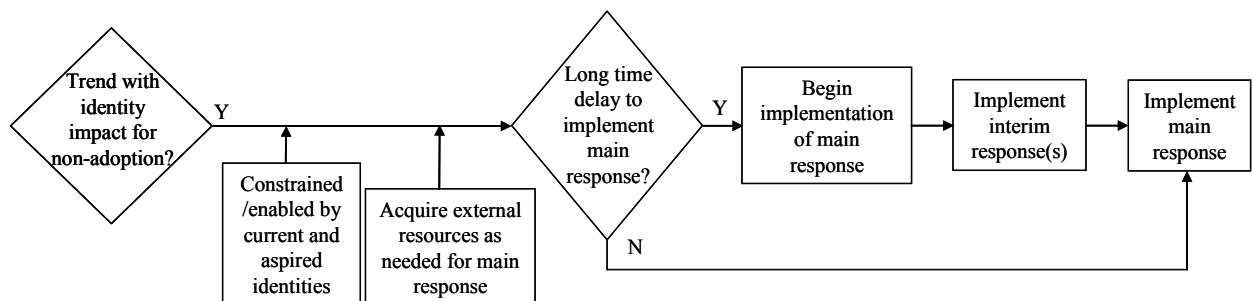 Trend with
identity
impact for
non-adoption?
Y
Constrained
/enabled by
current and
aspired
identities
Acquire external
resources as
needed for main
response
Long time
delay to
implement
main
response?
Y
N
Begin
implementation
of main
response
Implement
interim
response(s)
Implement
main
response